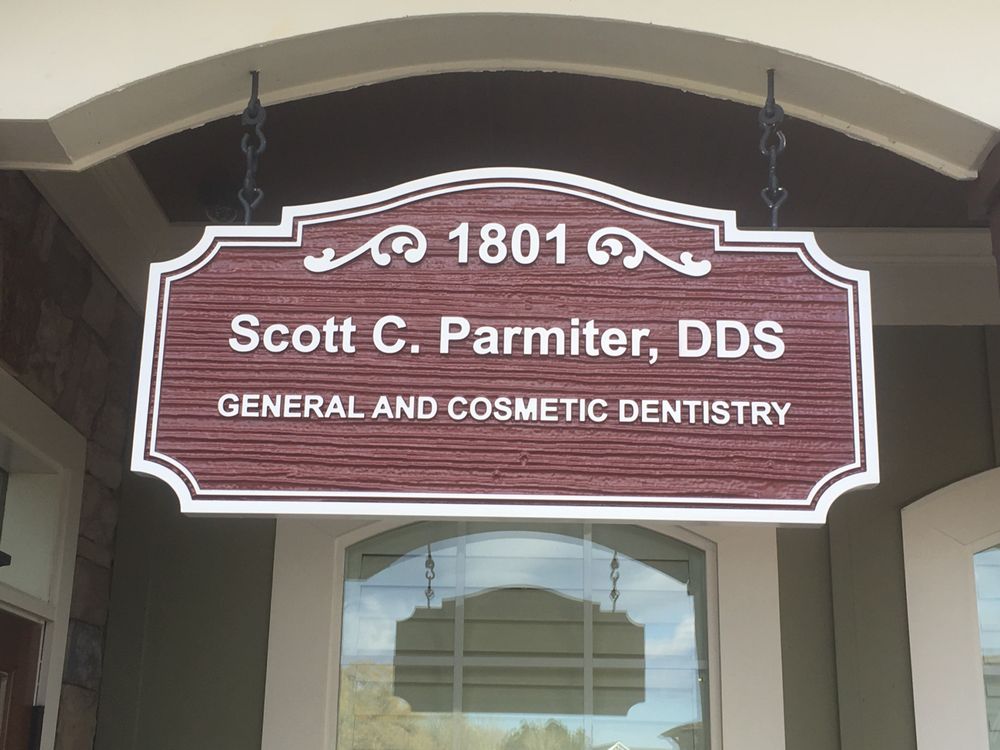 1801
Scott C. Parmiter, DDS
GENERAL AND COSMETIC DENTISTRY